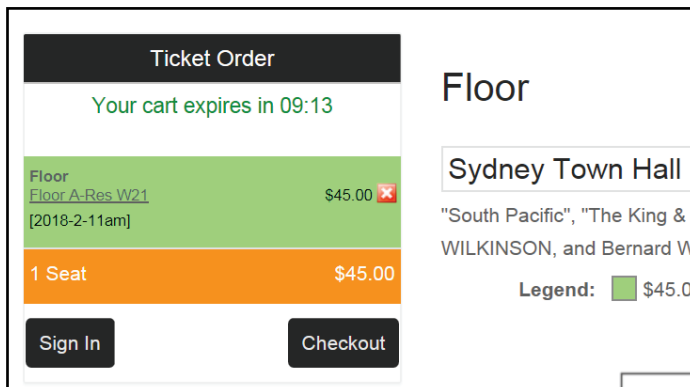 Ticket Order
Your cart expires in 09:13
Floor
Floor A-Res W21 $45.00
[2018-2-11am]
1 Seat $45.00
Sign In Checkout
Floor
Sydney Town Hall
"South Pacific", "The King &
WILKINSON, and Bernard W
Legend: $45.0